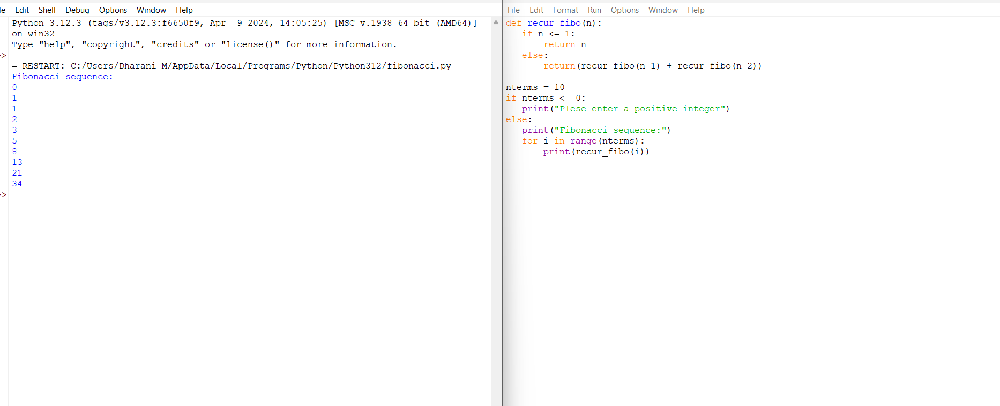 le Edit Shell Debug Options Window Help
Python 3.12.3 (tags/v3.12.3:f6650f9, Apr  9 2024, 14:05:25) [MSC v.1938 64 bit (AMD64)]
on win32
Type "help", "copyright", "credits" or "license()" for more information.
>
= RESTART: C:/Users/Dharani M/AppData/Local/Programs/Python/Python312/fibonacci.py
Fibonacci sequence:
0
1
1
2
3
5
8
13
21
34
>
File Edit Format Run Options Window Help
def recur_fibo(n):
   if n <= 1:
       return n
   else:
       return(recur_fibo(n-1) + recur_fibo(n-2))
nterms = 10
if nterms <= 0:
   print("Plese enter a positive integer")
else:
   print("Fibonacci sequence:")
   for i in range(nterms):
       print(recur_fibo(i))